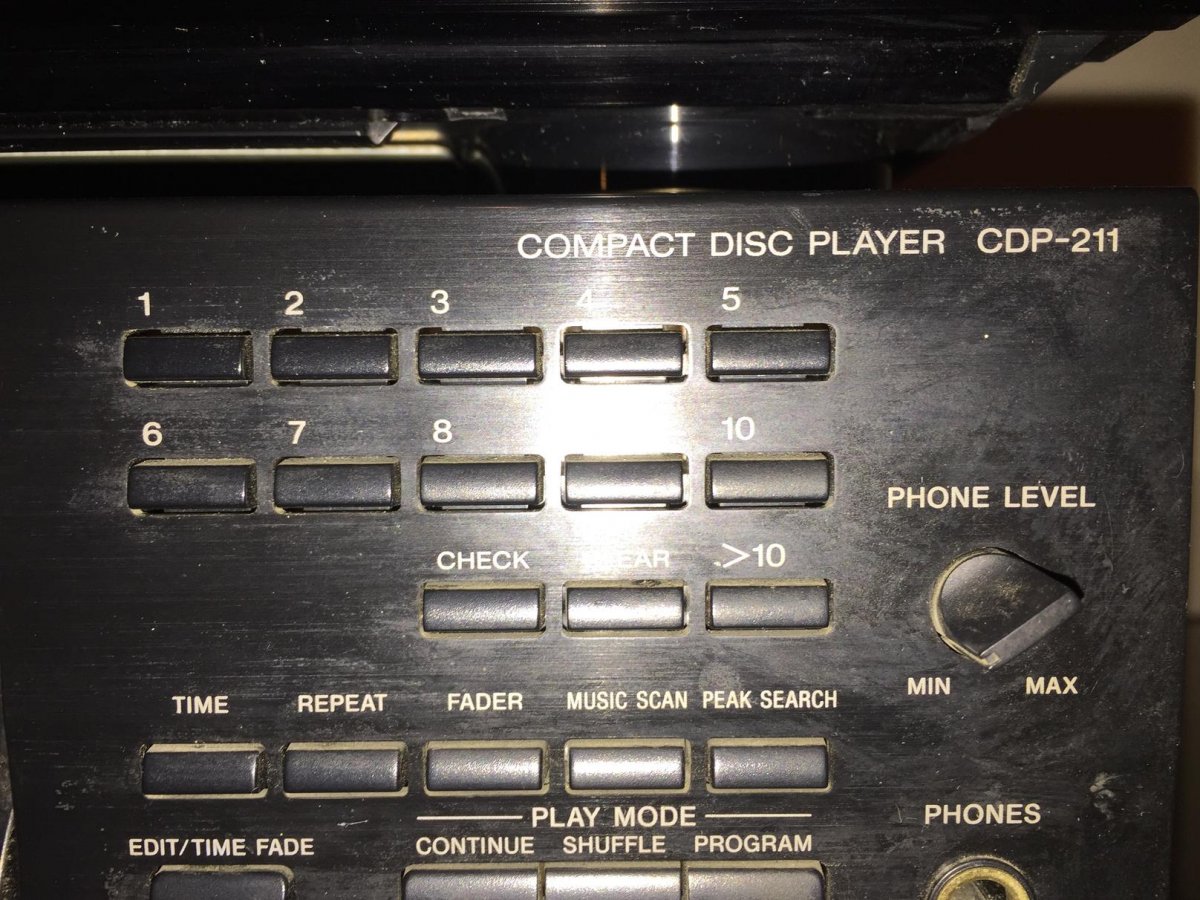 COMPACT DISC PLAYER CDP-211
1 2 3 4 5
6 7 8 10
PHONE LEVEL
CHECK >10
MIN MAX
TIME REPEAT FADER MUSIC SCAN PEAK SEARCH
PLAY MODE
PHONES
EDIT/TIME FADE CONTINUE SHUFFLE PROGRAM